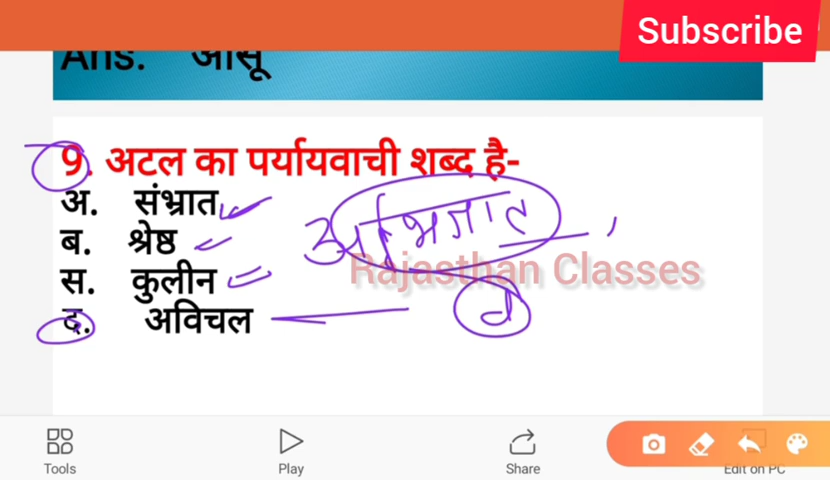 Subscribe
Ans. आंसू
9. अटल का पर्यायवाची शब्द है-
अ. संभ्रात
ब. श्रेष्ठ
अभिजात
स. कुलीन
Rajasthan Classes
द. अविचल
द
Tools
Play
Share
Edit on PC